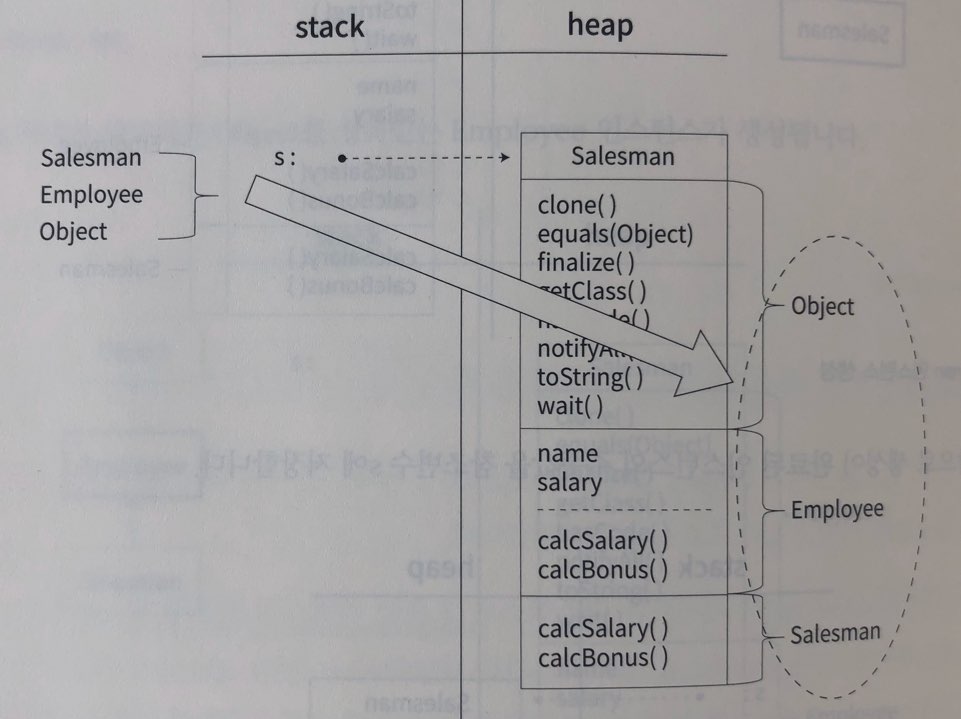 stack
heap
Salesman
Employee
Object
s:
Salesman
clone( )
equals(Object)
finalize( )
getClass( )
notifyAll( )
toString( )
wait( )
Object
name
salary
calcSalary( )
calcBonus( )
Employee
calcSalary( )
calcBonus( )
Salesman